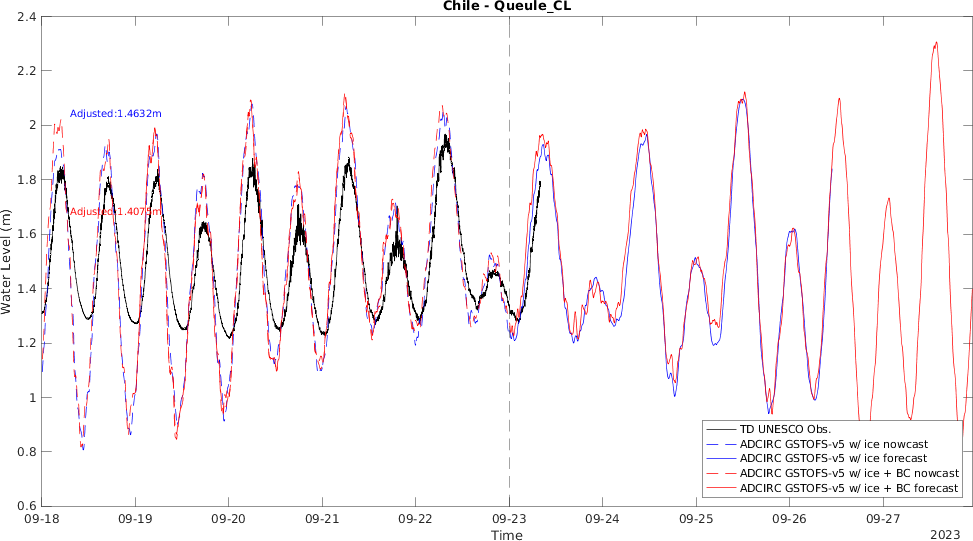 Chile - Queule_CL
2.4
2.2
2
1.8
1.6
1.4
1.2
1
0.8
0.6
Water Level (m)
Adjusted:1.4632m
Adjusted:1.4075m
TD UNESCO Obs.
ADCIRC GSTOFS-v5 w/ ice nowcast
ADCIRC GSTOFS-v5 w/ ice forecast
ADCIRC GSTOFS-v5 w/ ice + BC nowcast
ADCIRC GSTOFS-v5 w/ ice + BC forecast
09-18 09-19 09-20 09-21 09-22 09-23 09-24 09-25 09-26 09-27
Time
2023